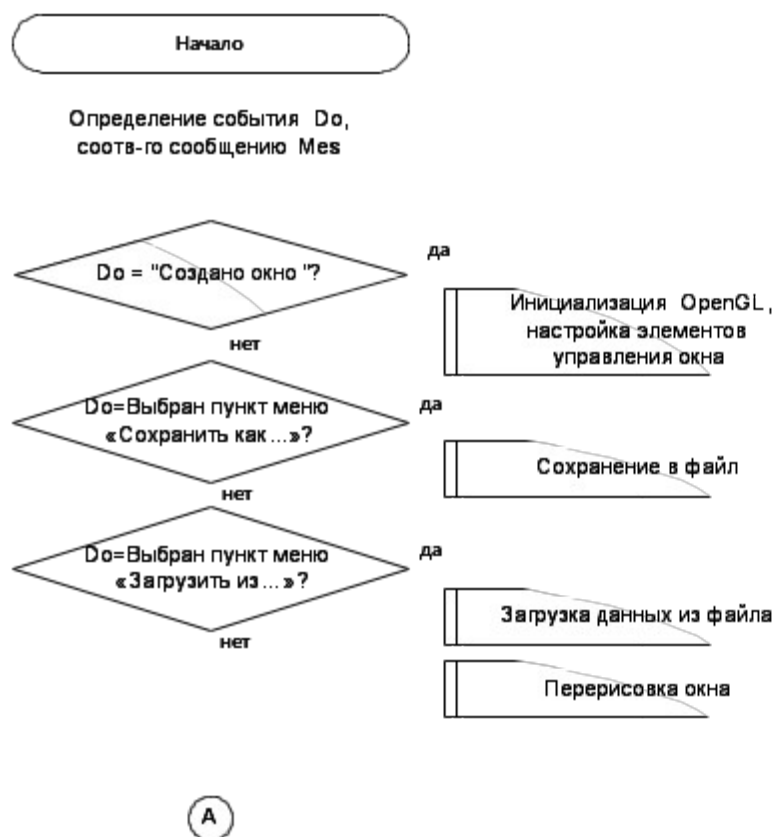 Начало
Определение события Do,
соотв-го сообщению Mes
Do = "Создано окно "?
да
Инициализация OpenGL,
настройка элементов
управления окна
нет
Do=Выбран пункт меню
«Сохранить как...»?
да
Сохранение в файл
нет
Do=Выбран пункт меню
«Загрузить из...»?
да
Загрузка данных из файла
нет
Перерисовка окна
А